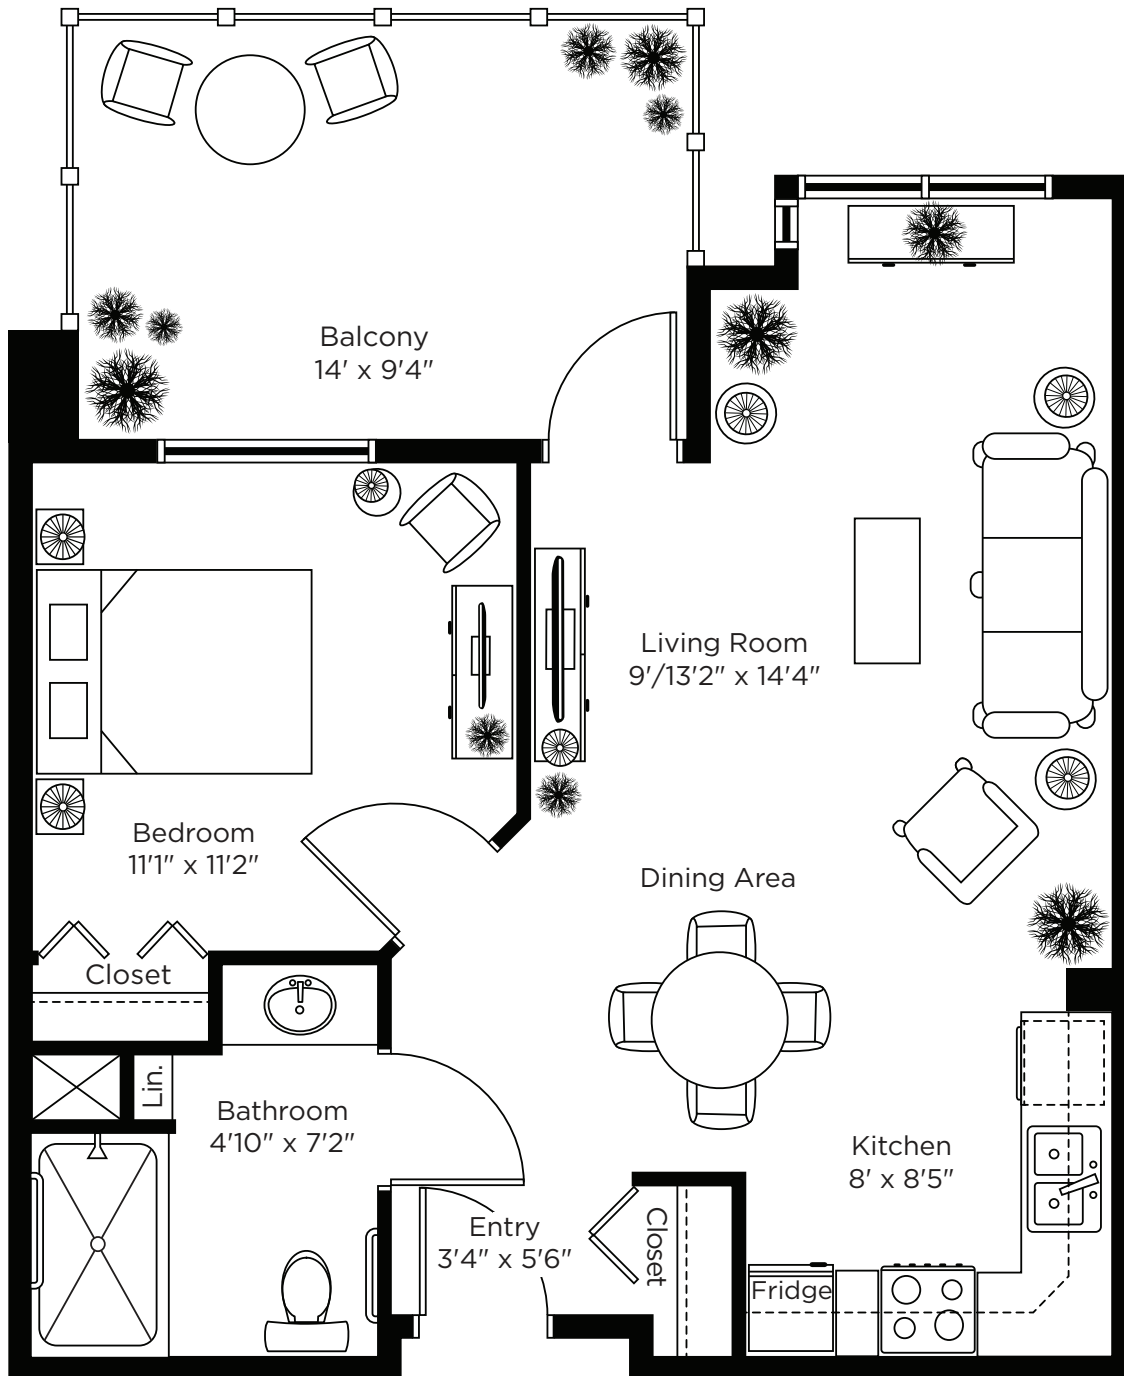 Balcony
14' x 9'4"
Living Room
9'/13'2" x 14'4"
Bedroom
11'1" x 11'2"
Dining Area
Closet
Lin.
Bathroom
4'10" x 7'2"
Kitchen
8' x 8'5"
Entry
3'4" x 5'6"
Closet
Fridge